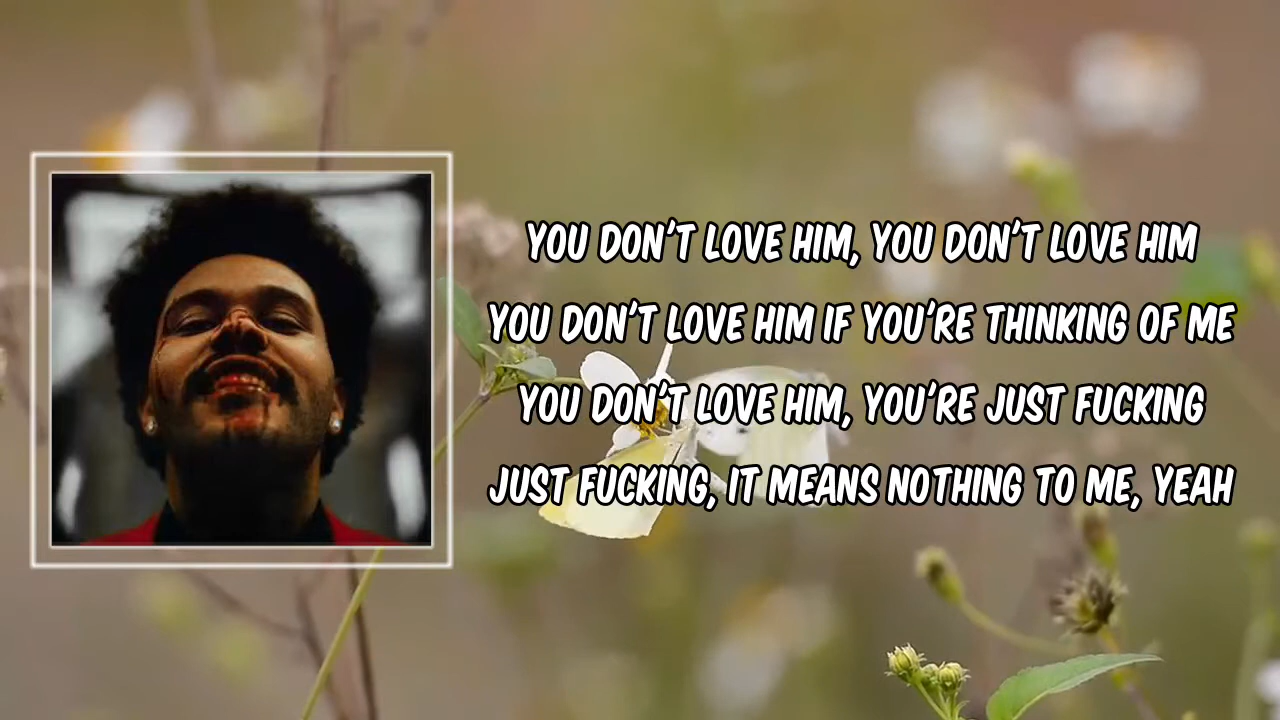 YOU DON'T LOVE HIM, YOU DON'T LOVE HIM
YOU DON'T LOVE HIM IF YOU'RE THINKING OF ME
YOU DON'T LOVE HIM, YOU'RE JUST FUCKING
JUST FUCKING, IT MEANS NOTHING TO ME, YEAH